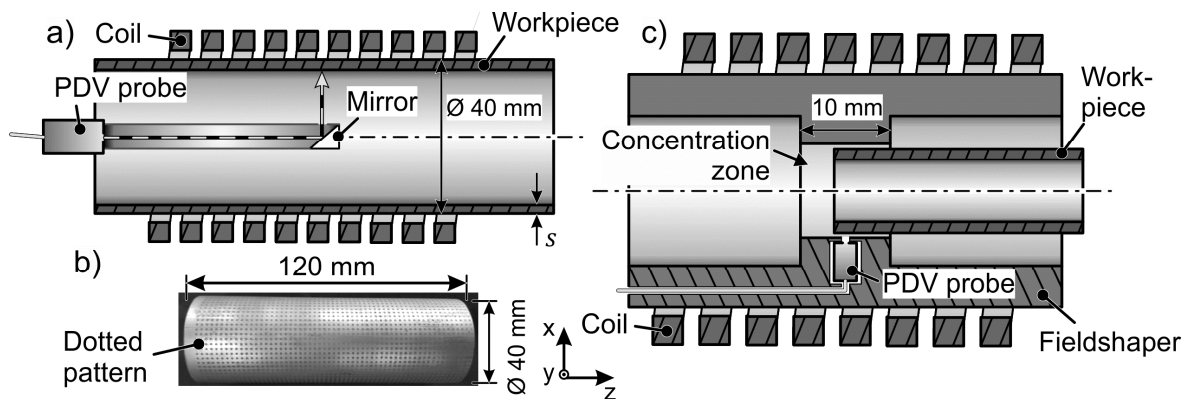 a)
Coil
Workpiece
PDV probe
Mirror
Ø 40 mm
s
b)
120 mm
Dotted
pattern
Ø 40 mm
x
y
z
c)
10 mm
Work-
piece
Concentration
zone
PDV probe
Coil
Fieldshaper